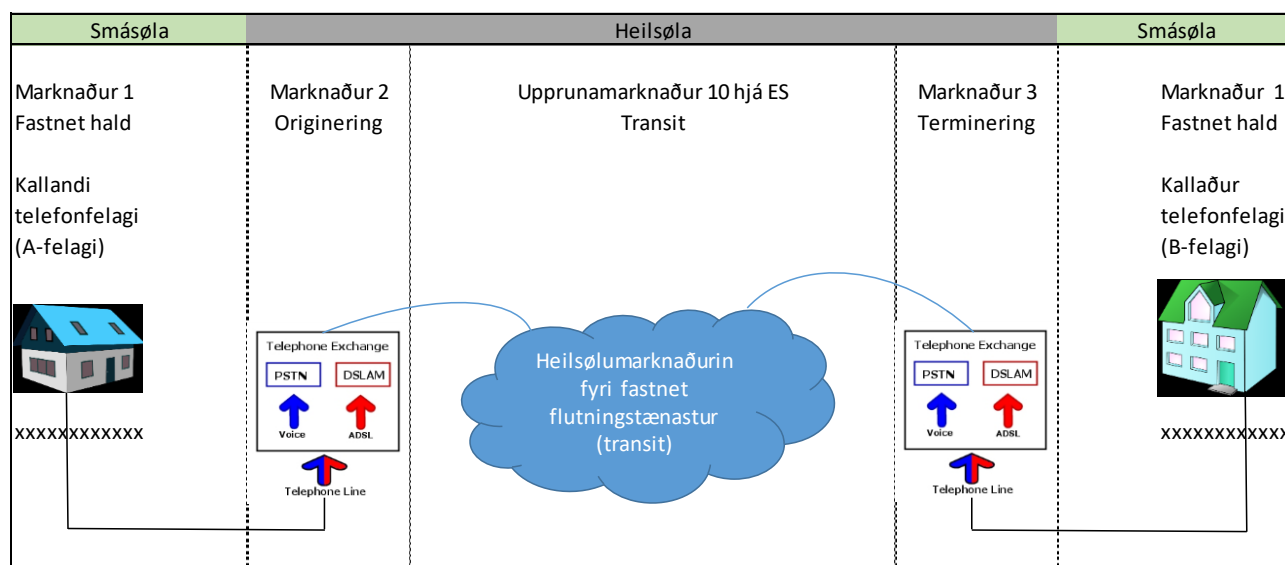 Smásøla
Heilsøla
Smásøla
Marknaður 1
Fastnet hald
Marknaður 2
Originering
Upprunamarknaður 10 hjá ES
Transit
Marknaður 3
Terminering
Marknaður 1
Fastnet hald
Kallandi
telefonfelagi
(A-felagi)
Kallaður
telefonfelagi
(B-felagi)
Telephone Exchange
PSTN
DSLAM
Voice
ADSL
Telephone Line
Heilsølumarknaðurin
fyri fastnet
flutningstænastur
(transit)
Telephone Exchange
PSTN
DSLAM
Voice
ADSL
Telephone Line
xxxxxxxxxxxx
xxxxxxxxxxxx